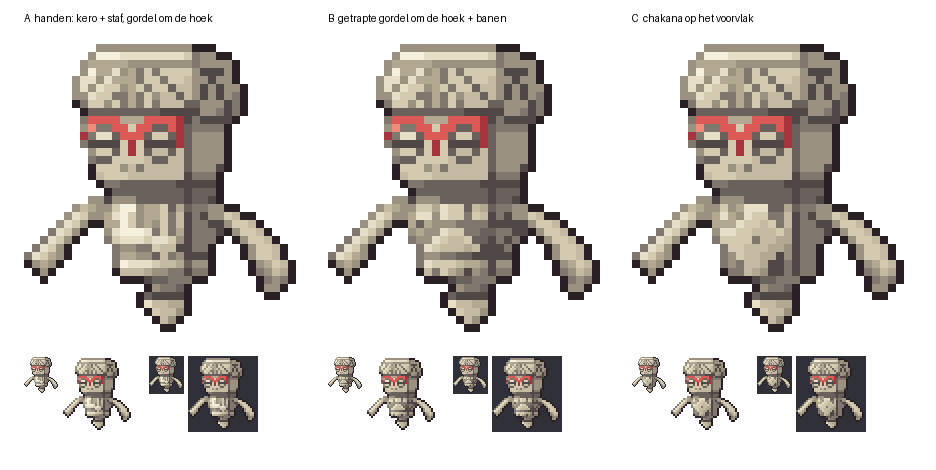 A handen: kero + staf, gordel om de hoek
B getrapte gordel om de hoek + banen
C chakana op het voorvlak